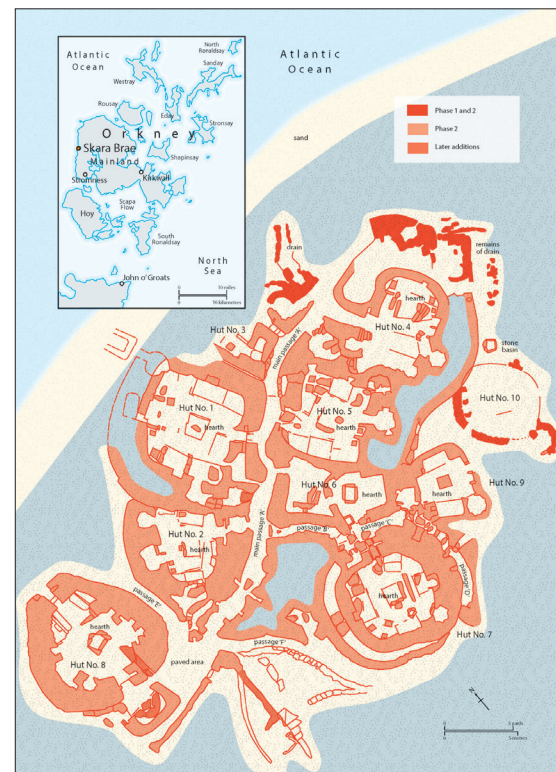 Atlantic
Ocean
North
Ronaldsay
Sanday
Westray
Rousay
Eday
Stronsay
Orkney
Skara Brae
Mainland
Shapinsay
Stromness
Kirkwall
Scapa
Flow
Hoy
South
Ronaldsay
North
Sea
John o'Groats
0 10 miles
0 16 kilometres
Atlantic
Ocean
Phase 1 and 2
Phase 2
Later additions
sand
drain
remains
of drain
hearth
Hut No. 4
Hut No. 3
main passage 'A'
stone
basin
Hut No. 1
hearth
Hut No. 5
hearth
Hut No. 10
Hut No. 6
hearth
hearth
Hut No. 9
Hut No. 2
hearth
main passage 'A'
passage 'B'
passage 'C'
passage 'D'
hearth
Hut No. 7
passage 'E'
hearth
Hut No. 8
paved area
passage 'F'
N
0 5 yards
0 5 metres